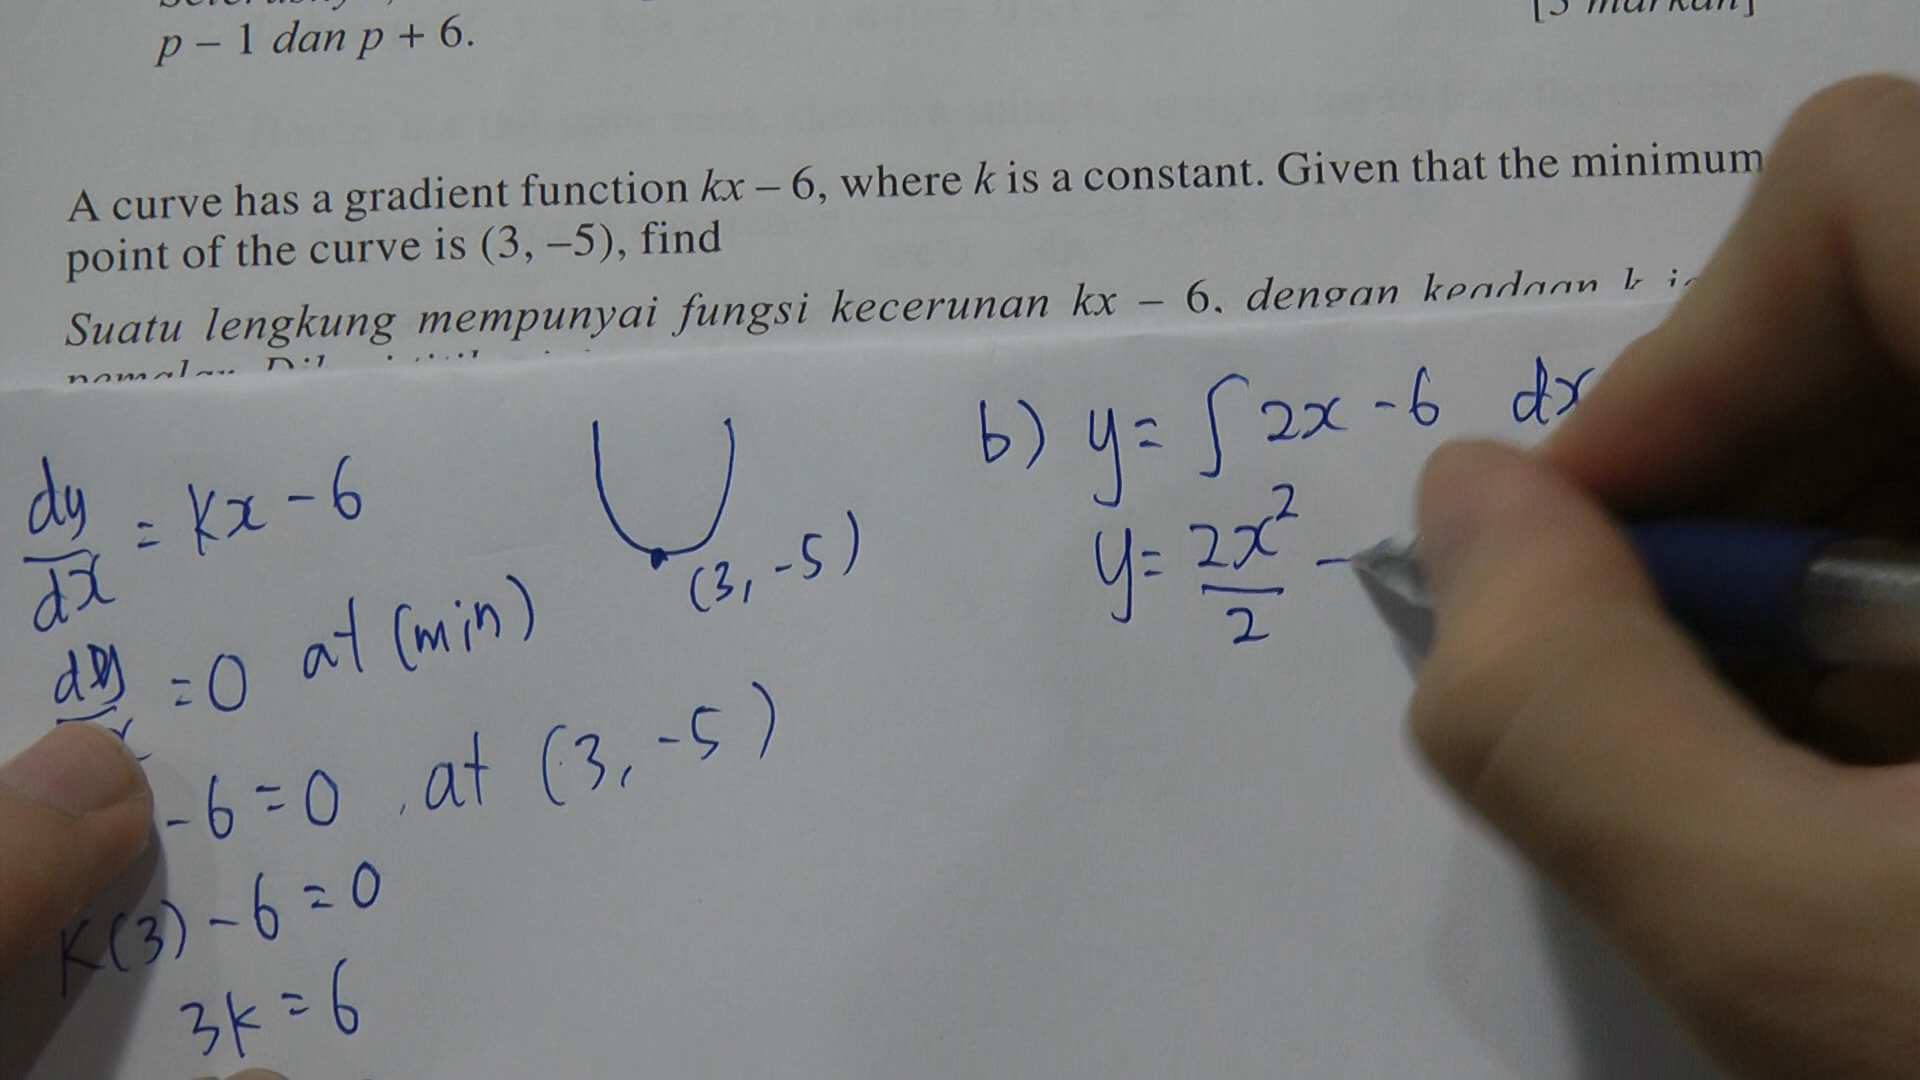 p – 1 dan p + 6.
A curve has a gradient function kx – 6, where k is a constant. Given that the minimum
point of the curve is (3, –5), find
Suatu lengkung mempunyai fungsi kecerunan kx – 6, dengan keadaan k
dy/dx = kx - 6
(3, -5)
= 0 at (min)
- 6 = 0 , at (3, -5)
K(3) - 6 = 0
3k = 6
b) y = ∫ 2x - 6 dx
y = 2x²/2 -